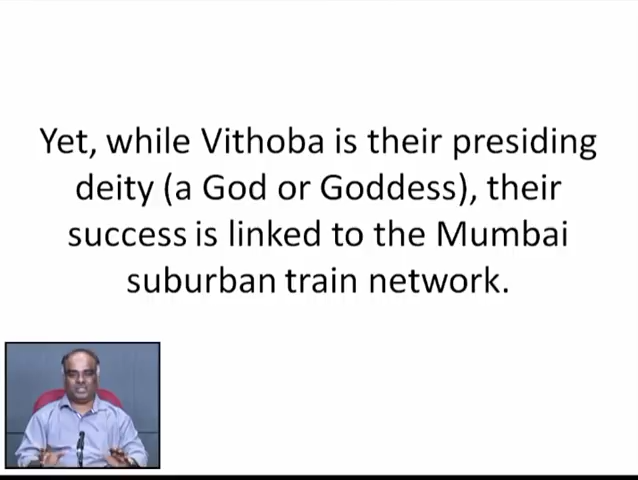 Yet, while Vithoba is their presiding
deity (a God or Goddess), their
success is linked to the Mumbai
suburban train network.